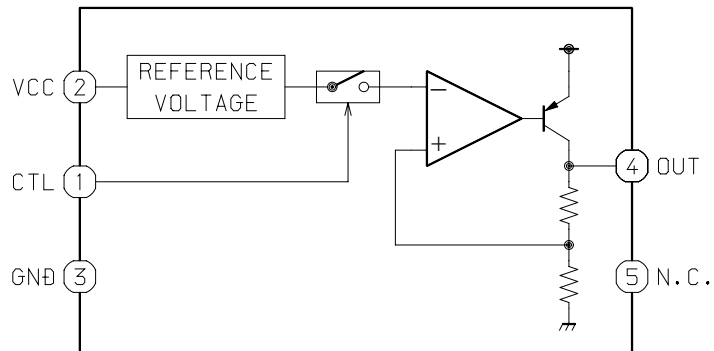 REFERENCE
VOLTAGE
VCC 2
−
+
CTL 1
4 OUT
GND 3
5 N.C.